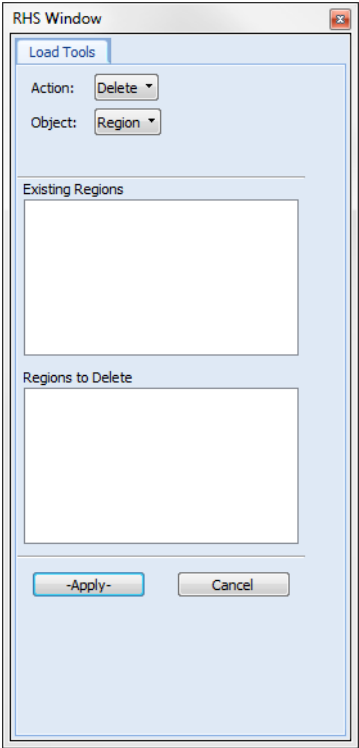 RHS Window
Load Tools
Action: Delete
Object: Region
Existing Regions
Regions to Delete
-Apply- Cancel